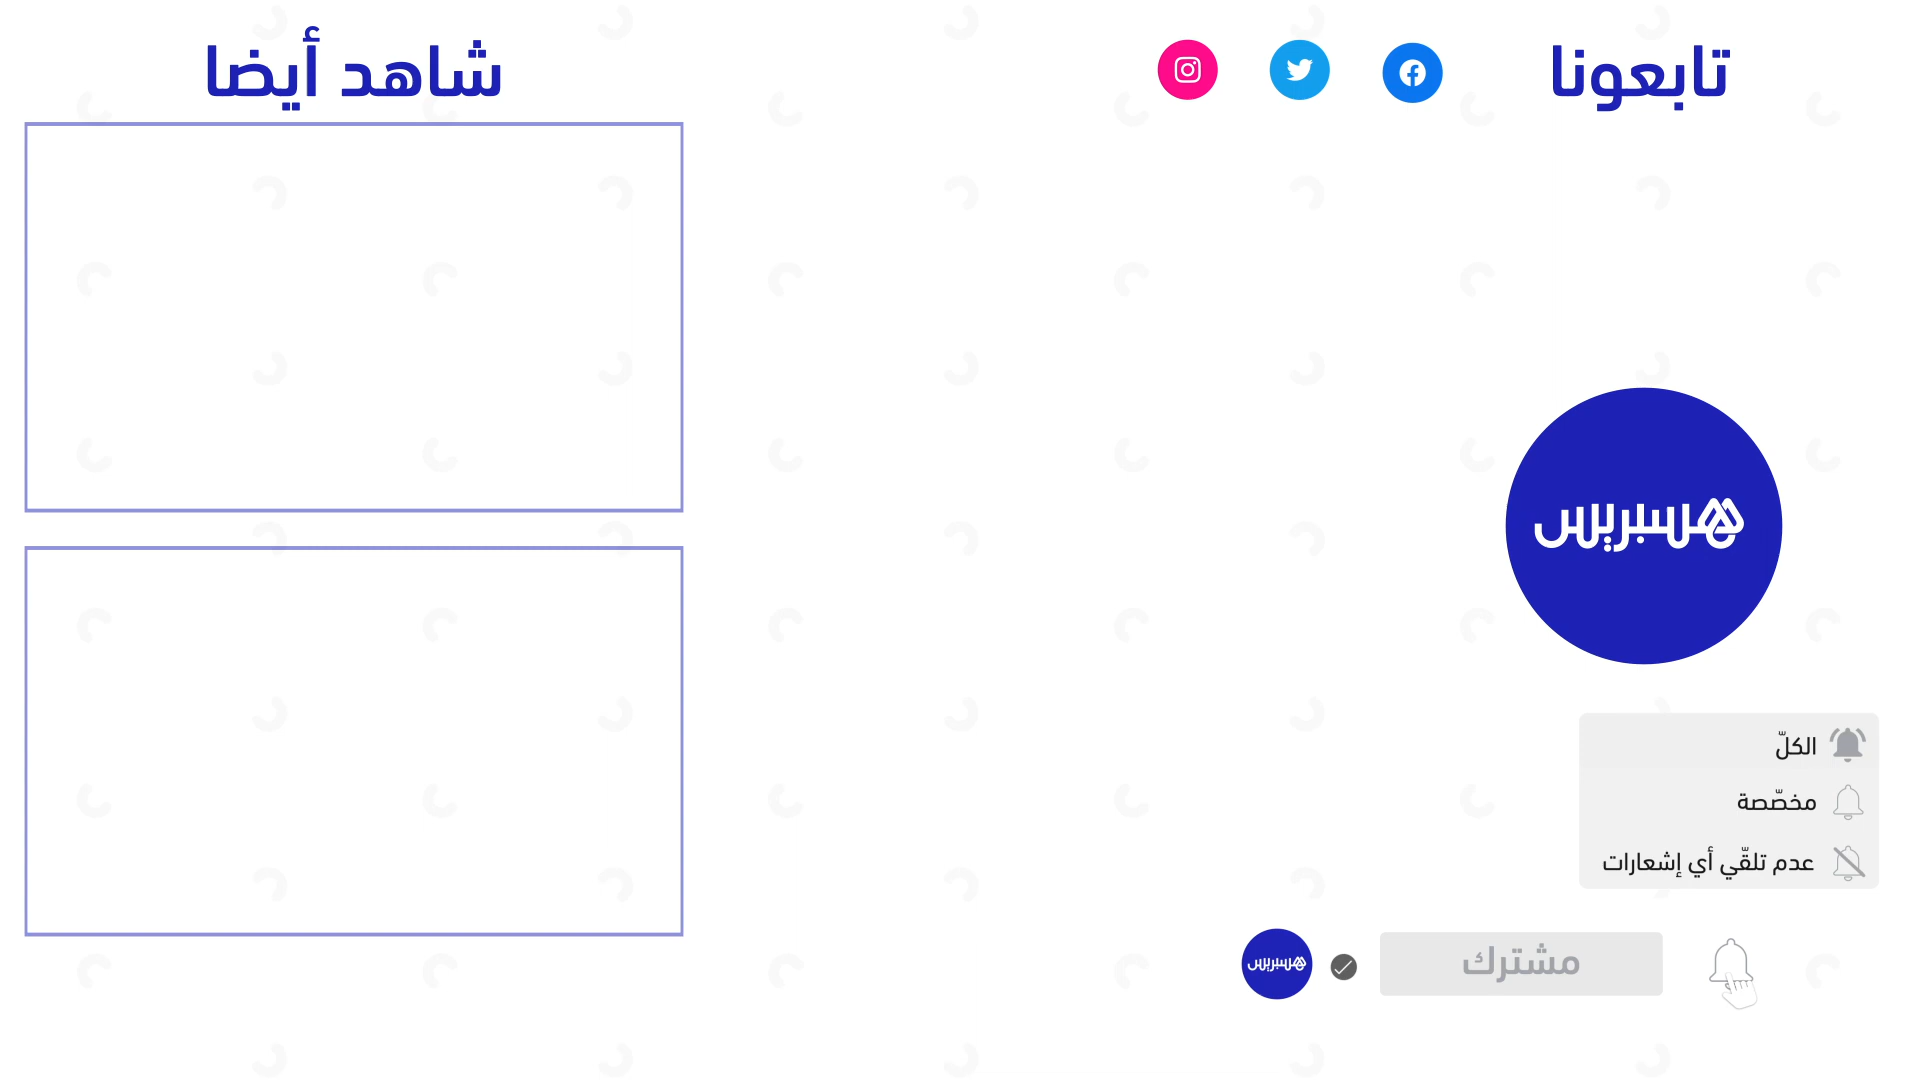 تابعونا
شاهد أيضا
هسبريس
الكلّ
مخصّصة
عدم تلقّي أي إشعارات
مشترك
هسبريس